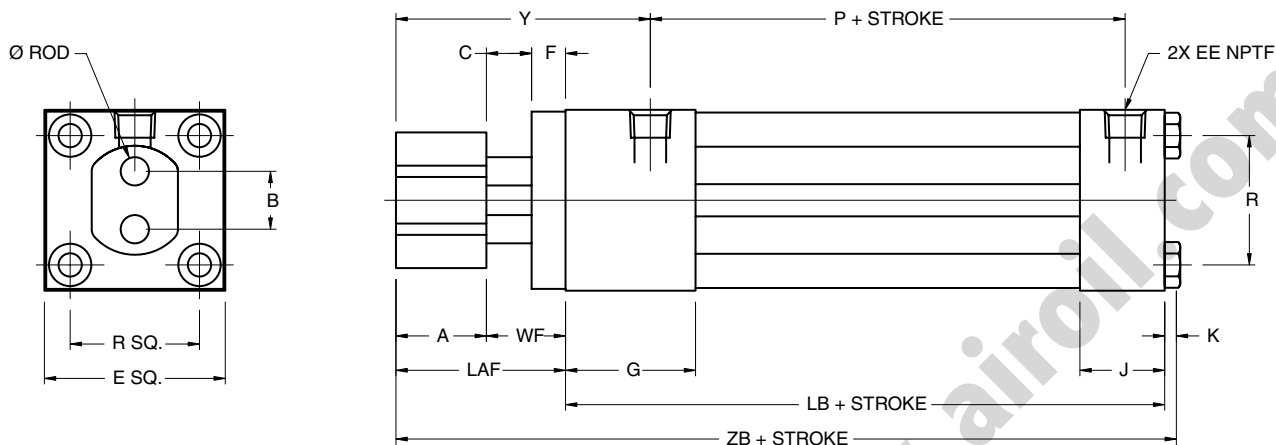 Y
P + STROKE
C
F
2X EE NPTF
Ø ROD
B
R
A
WF
K
R SQ.
LAF
G
J
E SQ.
LB + STROKE
ZB + STROKE
airoil.com